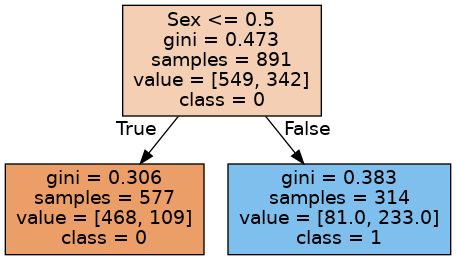 Sex <= 0.5
gini = 0.473
samples = 891
value = [549, 342]
class = 0
True
False
gini = 0.306
samples = 577
value = [468, 109]
class = 0
gini = 0.383
samples = 314
value = [81.0, 233.0]
class = 1